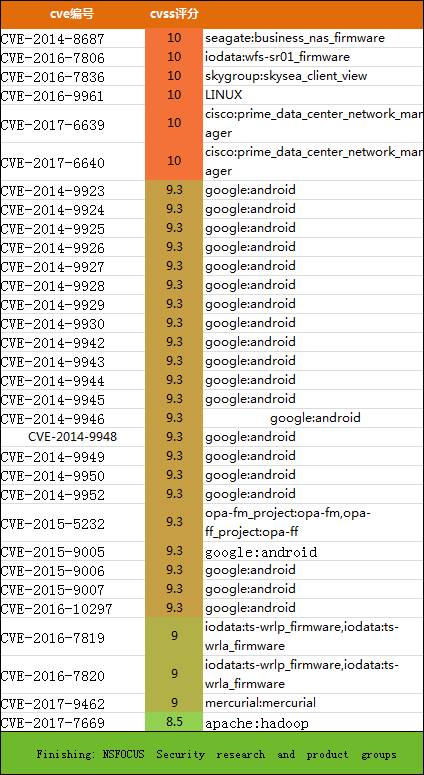 cve编号 cvss评分
CVE-2014-8687 10 seagate:business_nas_firmware
CVE-2016-7806 10 iodata:wfs-sr01_firmware
CVE-2016-7836 10 skygroup:skysea_client_view
CVE-2016-9961 10 LINUX
CVE-2017-6639 10 cisco:prime_data_center_network_man
ager
CVE-2017-6640 10 cisco:prime_data_center_network_man
ager
CVE-2014-9923 9.3 google:android
CVE-2014-9924 9.3 google:android
CVE-2014-9925 9.3 google:android
CVE-2014-9926 9.3 google:android
CVE-2014-9927 9.3 google:android
CVE-2014-9928 9.3 google:android
CVE-2014-9929 9.3 google:android
CVE-2014-9930 9.3 google:android
CVE-2014-9942 9.3 google:android
CVE-2014-9943 9.3 google:android
CVE-2014-9944 9.3 google:android
CVE-2014-9945 9.3 google:android
CVE-2014-9946 9.3 google:android
CVE-2014-9948 9.3 google:android
CVE-2014-9949 9.3 google:android
CVE-2014-9950 9.3 google:android
CVE-2014-9952 9.3 google:android
CVE-2015-5232 9.3 opa-fm_project:opa-fm,opa-
ff_project:opa-ff
CVE-2015-9005 9.3 google:android
CVE-2015-9006 9.3 google:android
CVE-2015-9007 9.3 google:android
CVE-2016-10297 9.3 google:android
CVE-2016-7819 9 iodata:ts-wrlp_firmware,iodata:ts-
wrla_firmware
CVE-2016-7820 9 iodata:ts-wrlp_firmware,iodata:ts-
wrla_firmware
CVE-2017-9462 9 mercurial:mercurial
CVE-2017-7669 8.5 apache:hadoop
Finishing: NSFOCUS Security research and product groups